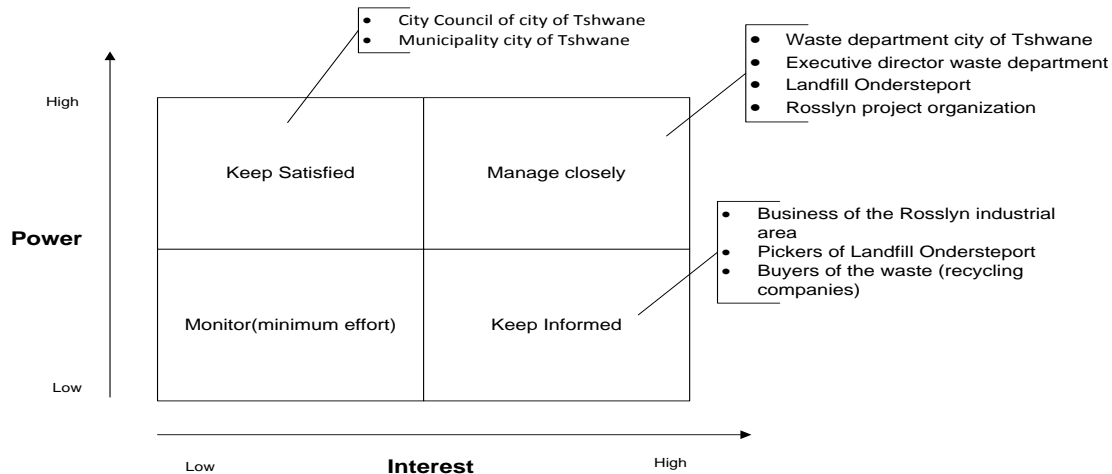 • City Council of city of Tshwane
• Municipality city of Tshwane
• Waste department city of Tshwane
• Executive director waste department
• Landfill Ondersteport
• Rosslyn project organization
High
Keep Satisfied
Manage closely
• Business of the Rosslyn industrial
area
• Pickers of Landfill Ondersteport
• Buyers of the waste (recycling
companies)
Power
Monitor(minimum effort)
Keep Informed
Low
Low
Interest
High